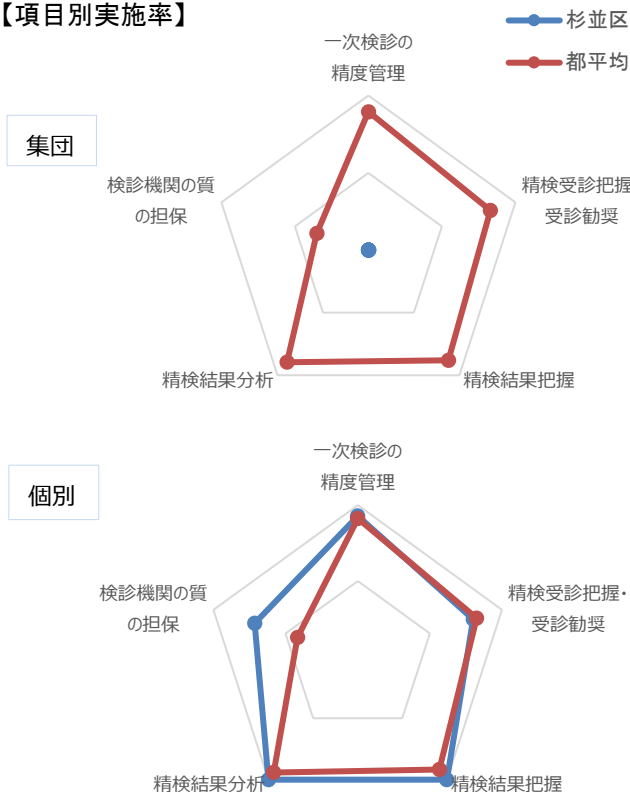 【項目別実施率】
杉並区
都平均
集団
一次検診の
精度管理
精検受診把握
受診勧奨
精検結果把握
精検結果分析
検診機関の質
の担保
個別
一次検診の
精度管理
精検受診把握・
受診勧奨
精検結果把握
精検結果分析
検診機関の質
の担保